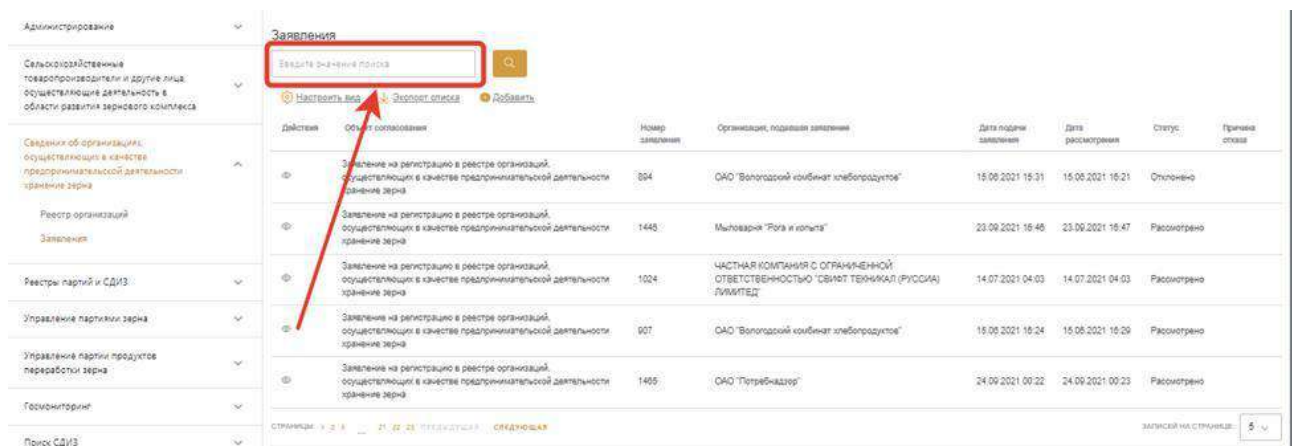 Администрирование
Сельскохозяйственные
товаропроизводители и другие лица,
осуществляющие деятельность в
области развития зернового комплекса
Сведения об организациях,
осуществляющих в качестве
предпринимательской деятельности
хранение зерна
Реестр организаций
Заявления
Реестры партий и СДИЗ
Управление партиями зерна
Управление партии продуктов
переработки зерна
Госмониторинг
Поиск СДИЗ
Заявления
Введите значение поиска
Настроить вид Экспорт списка Добавить
Действия Объект согласования Номер заявления Организация, подавшая заявление Дата подачи заявления Дата рассмотрения Статус Причина отказа
Заявление на регистрацию в реестре организаций,
осуществляющих в качестве предпринимательской деятельности
хранение зерна
894 ОАО "Вологодский комбинат хлебопродуктов" 15.06.2021 15:31 15.06.2021 16:21 Отклонено
Заявление на регистрацию в реестре организаций,
осуществляющих в качестве предпринимательской деятельности
хранение зерна
1446 Мыловарня "Рога и копыта" 23.09.2021 16:46 23.09.2021 16:47 Рассмотрено
Заявление на регистрацию в реестре организаций,
осуществляющих в качестве предпринимательской деятельности
хранение зерна
1024
ЧАСТНАЯ КОМПАНИЯ С ОГРАНИЧЕННОЙ
ОТВЕТСТВЕННОСТЬЮ "СВИФТ ТЕКНИКАЛ (РУССИА)
ЛИМИТЕД"
14.07.2021 04:03 14.07.2021 04:03 Рассмотрено
Заявление на регистрацию в реестре организаций,
осуществляющих в качестве предпринимательской деятельности
хранение зерна
907 ОАО "Вологодский комбинат хлебопродуктов" 15.06.2021 16:24 15.06.2021 16:29 Рассмотрено
Заявление на регистрацию в реестре организаций,
осуществляющих в качестве предпринимательской деятельности
хранение зерна
1465 ОАО "Потребнадзор" 24.09.2021 00:22 24.09.2021 00:23 Рассмотрено
СТРАНИЦЫ: 1 2 3 ... 21 22 23 ПРЕДЫДУЩАЯ СЛЕДУЮЩАЯ
ЗАПИСЕЙ НА СТРАНИЦЕ: 5